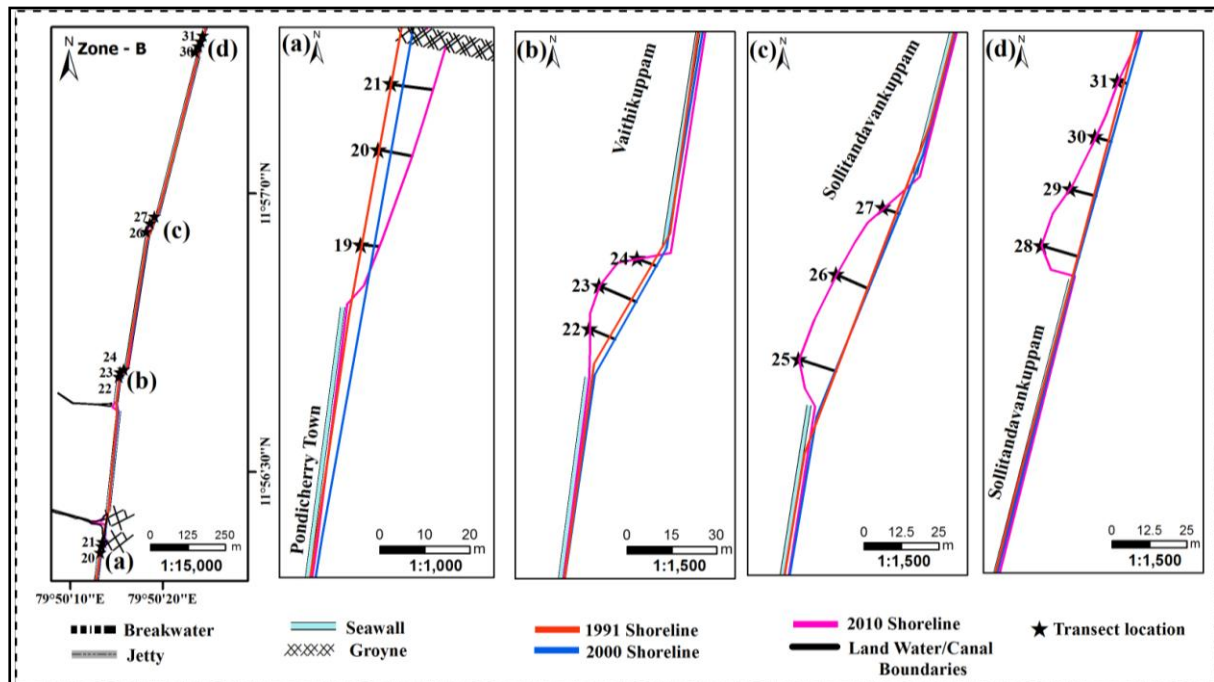 N
Zone - B
31
30
(d)
27
26
(c)
24
23
22
(b)
21
20
(a)
0 125 250
m
1:15,000
79°50'10"E 79°50'20"E
11°57'0"N
11°56'30"N
(a)
N
21
20
19
Pondicherry Town
0 10 20
m
1:1,000
(b)
N
Vaithikuppam
24
23
22
0 15 30
m
1:1,500
(c)
N
Sollitandavankuppam
27
26
25
0 12.5 25
m
1:1,500
(d)
N
31
30
29
28
Sollitandavankuppam
0 12.5 25
m
1:1,500
Breakwater
Jetty
Seawall
Groyne
1991 Shoreline
2000 Shoreline
2010 Shoreline
Land Water/Canal
Boundaries
Transect location